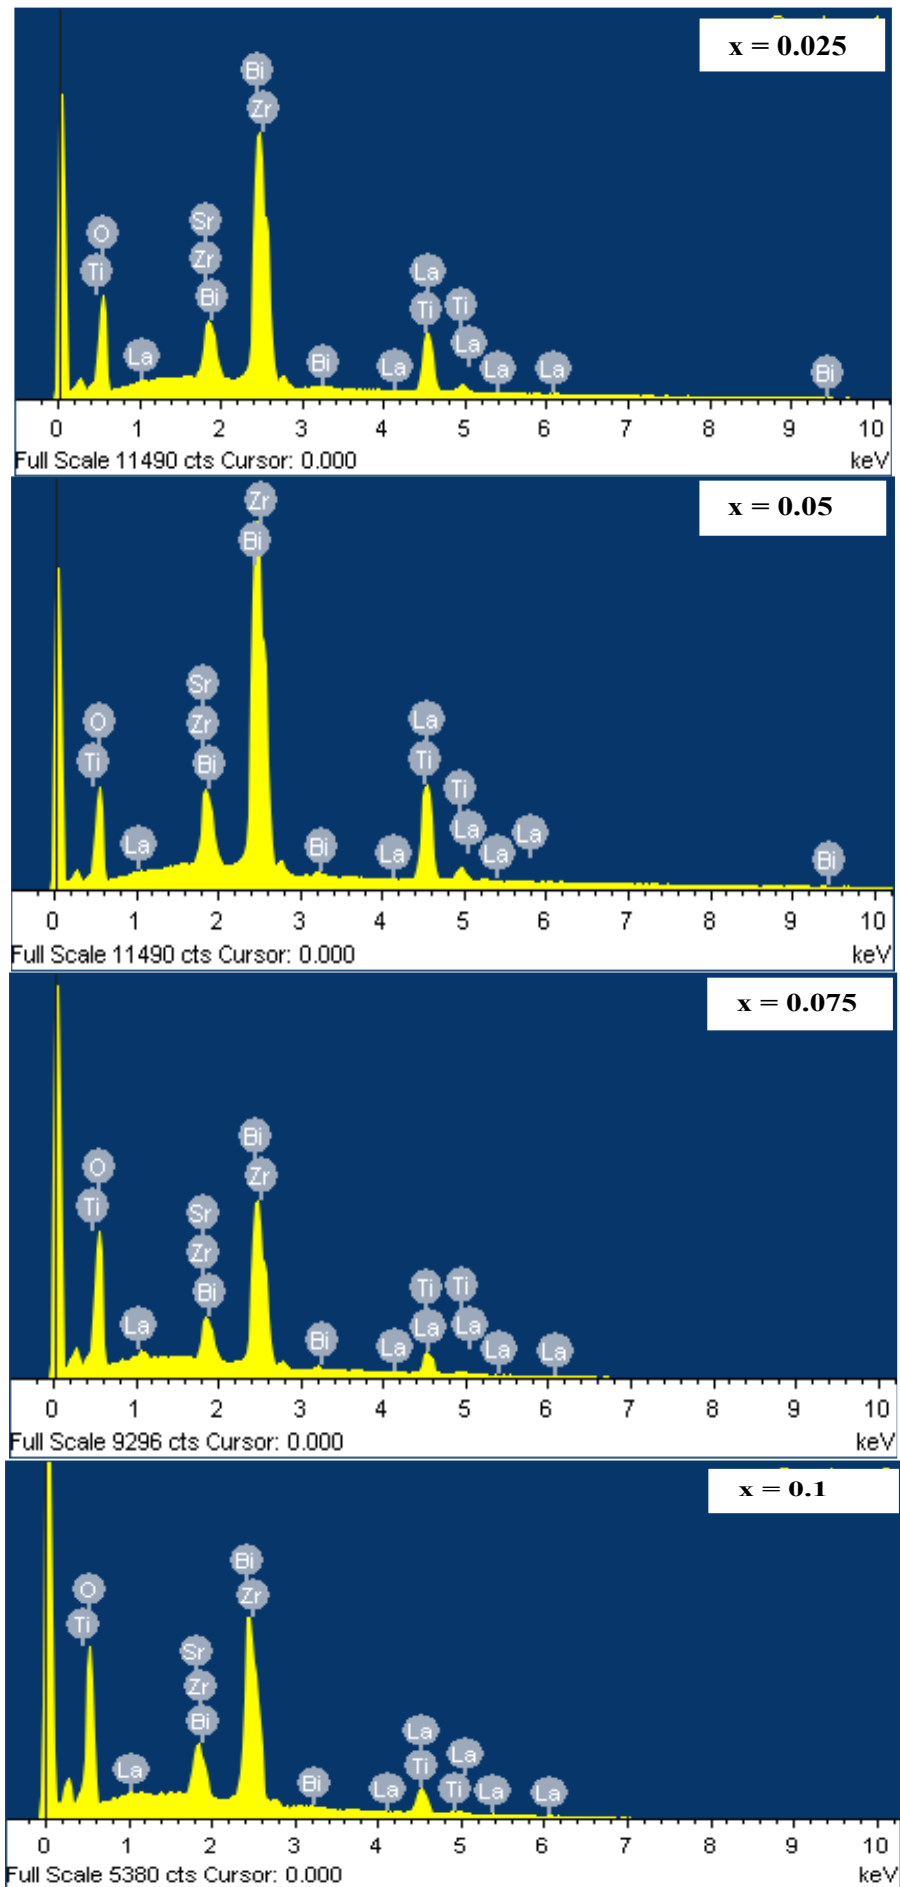 x = 0.025
Bi
Zr
Sr
O
Zr
Ti
Bi
La
Ti
Ti
La
La
Bi
La
La
La
Bi
0 1 2 3 4 5 6 7 8 9 10
Full Scale 11490 cts Cursor: 0.000 keV
x = 0.05
Zr
Bi
Sr
O
Zr
Ti
Bi
La
Ti
Ti
La
La
Bi
La
La
La
Bi
0 1 2 3 4 5 6 7 8 9 10
Full Scale 11490 cts Cursor: 0.000 keV
x = 0.075
Bi
Zr
O
Ti
Sr
Zr
Bi
La
Ti
Ti
La
La
Bi
La
La
La
0 1 2 3 4 5 6 7 8 9 10
Full Scale 9296 cts Cursor: 0.000 keV
x = 0.1
Bi
Zr
O
Ti
Sr
Zr
Bi
La
La
Ti
La
Bi
La
Ti
La
La
0 1 2 3 4 5 6 7 8 9 10
Full Scale 5380 cts Cursor: 0.000 keV